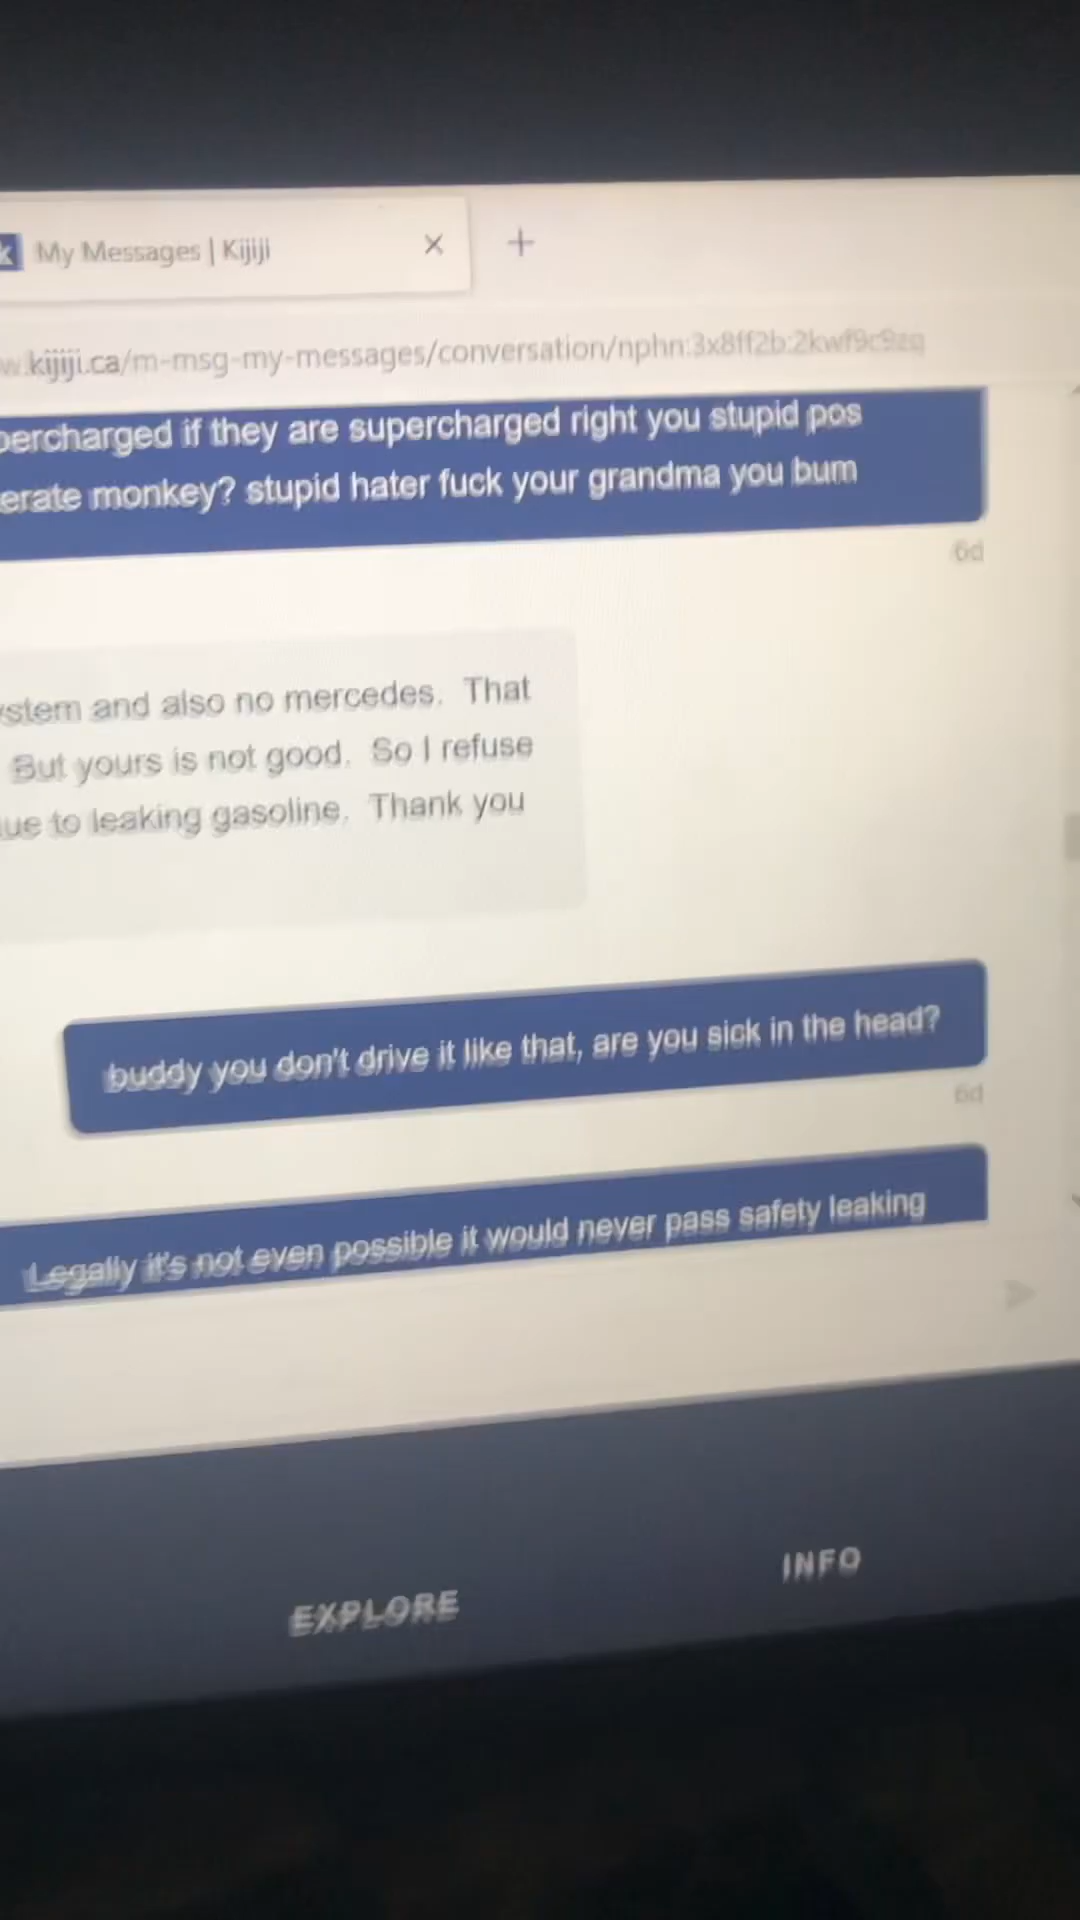 My Messages | Kijiji
kijiji.ca/m-msg-my-messages/conversation/nphn:3x8ff2b:2kwf9c9zq
percharged if they are supercharged right you stupid pos
erate monkey? stupid hater fuck your grandma you bum
6d
stem and also no mercedes. That
But yours is not good. So I refuse
ue to leaking gasoline. Thank you
buddy you don't drive it like that, are you sick in the head?
6d
Legally it's not even possible it would never pass safety leaking
EXPLORE
INFO